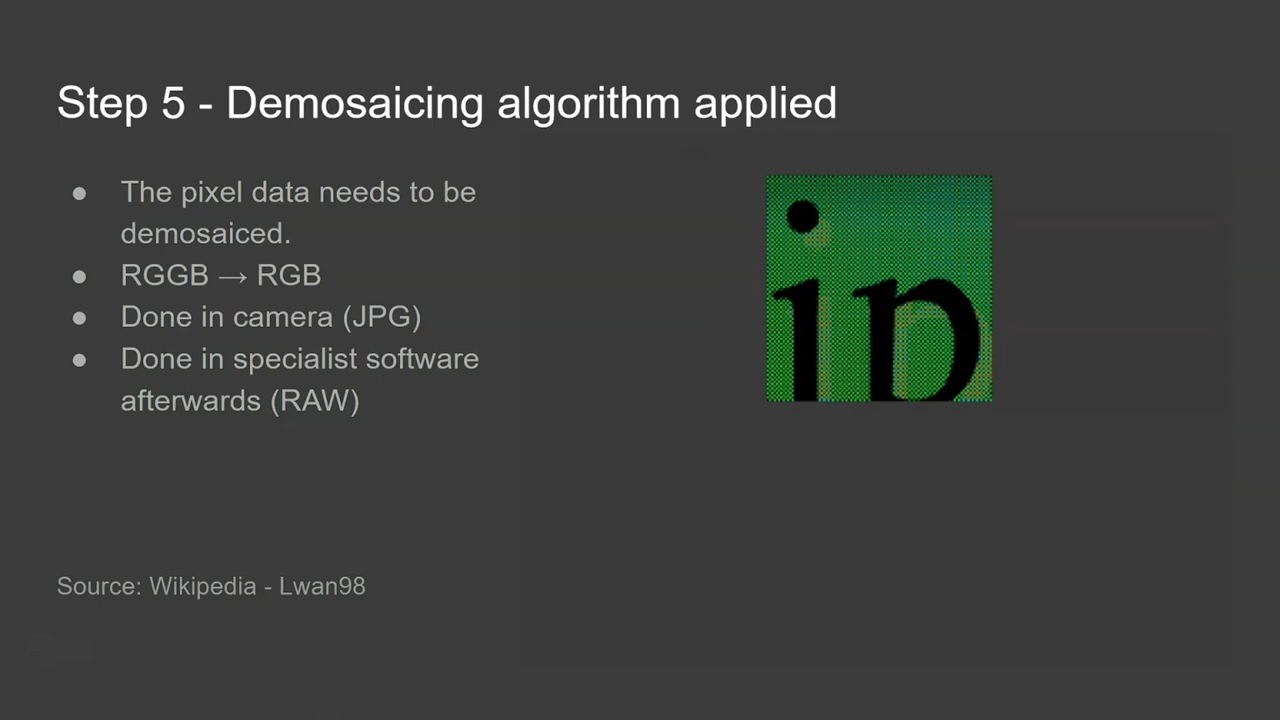 Step 5 - Demosaicing algorithm applied
● The pixel data needs to be
demosaiced.
● RGGB → RGB
● Done in camera (JPG)
● Done in specialist software
afterwards (RAW)
in
Source: Wikipedia - Lwan98